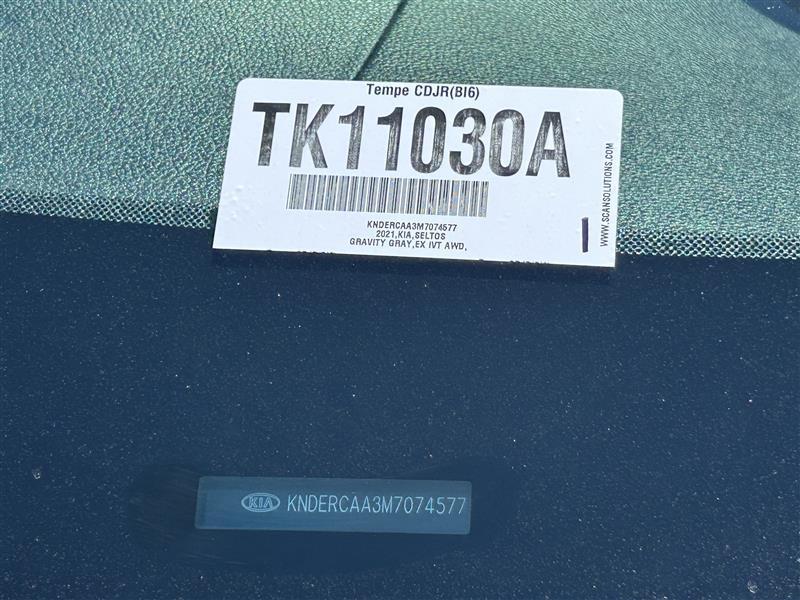 Tempe CDJR(BI6)
TK11030A
KNDERCAA3M7074577
2021,KIA,SELTOS
GRAVITY GRAY,EX IVT AWD,
WWW.SCANSOLUTIONS.COM
KIA KNDERCAA3M7074577